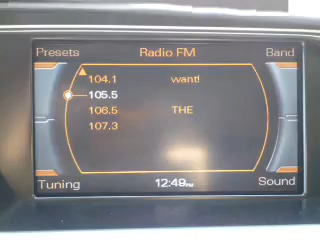 Presets Radio FM Band
104.1 want!
105.5
106.5 THE
107.3
Tuning 12:49PM Sound